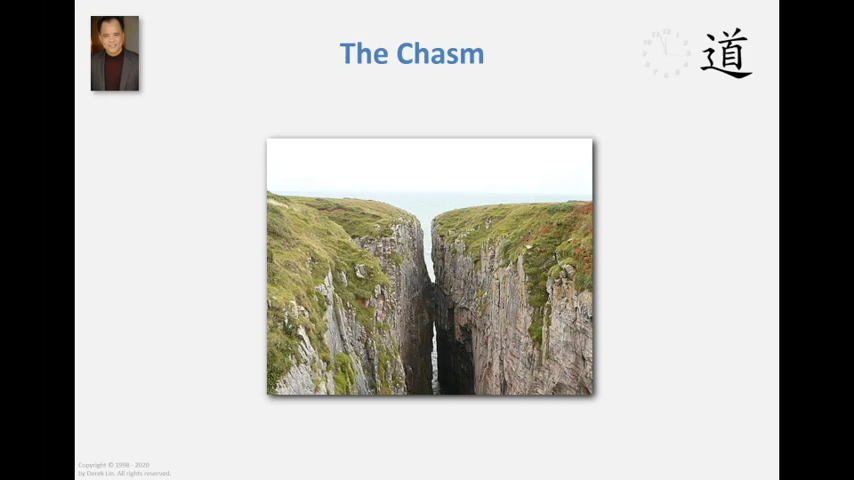 The Chasm
道
Copyright © 1998 - 2020
by Derek Lin. All rights reserved.